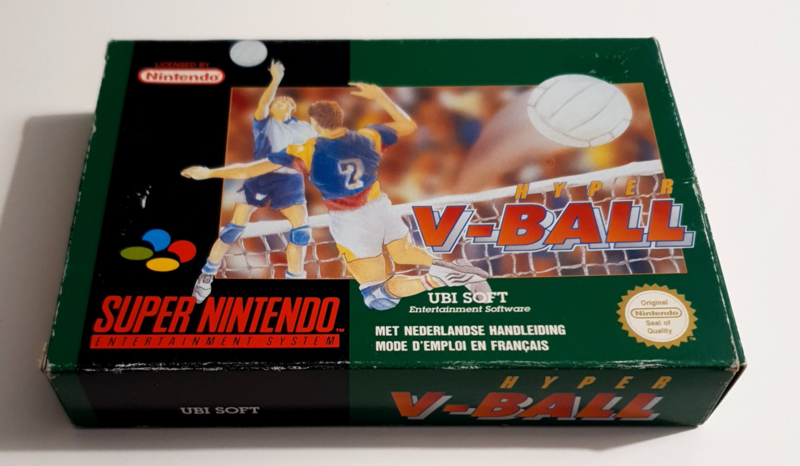 LICENSED BY
Nintendo
2
HYPER
V-BALL
UBI SOFT
Entertainment Software
SUPER NINTENDO™
ENTERTAINMENT SYSTEM
MET NEDERLANDSE HANDLEIDING
MODE D'EMPLOI EN FRANÇAIS
Original
Nintendo
Seal of
Quality
UBI SOFT
HYPER
V-BALL